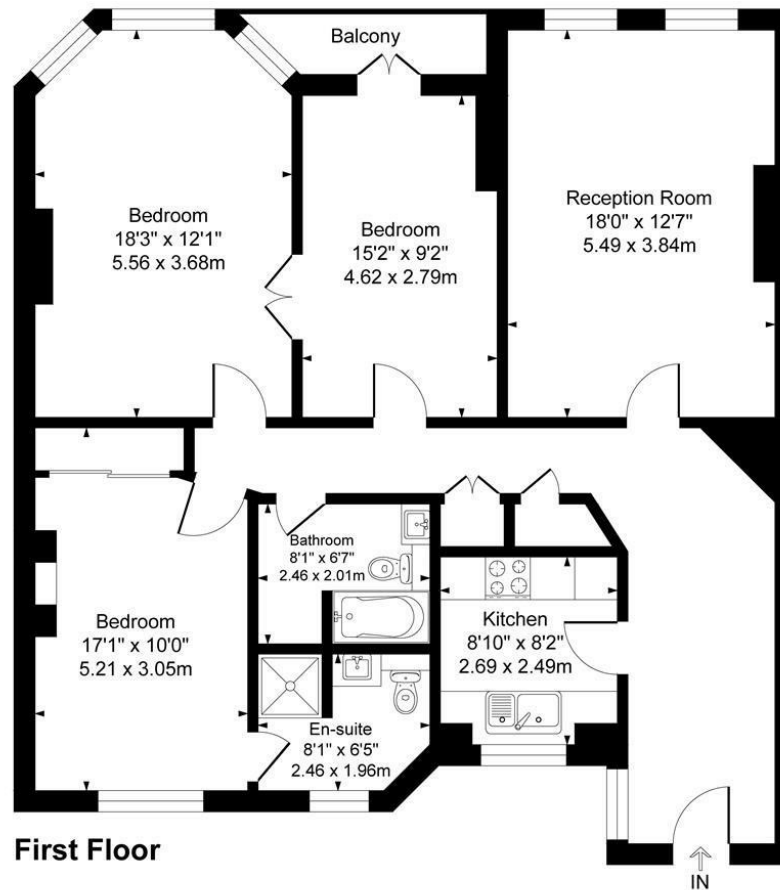 Balcony
Bedroom
18'3" x 12'1"
5.56 x 3.68m
Bedroom
15'2" x 9'2"
4.62 x 2.79m
Reception Room
18'0" x 12'7"
5.49 x 3.84m
Bathroom
8'1" x 6'7"
2.46 x 2.01m
Bedroom
17'1" x 10'0"
5.21 x 3.05m
Kitchen
8'10" x 8'2"
2.69 x 2.49m
En-suite
8'1" x 6'5"
2.46 x 1.96m
First Floor
IN